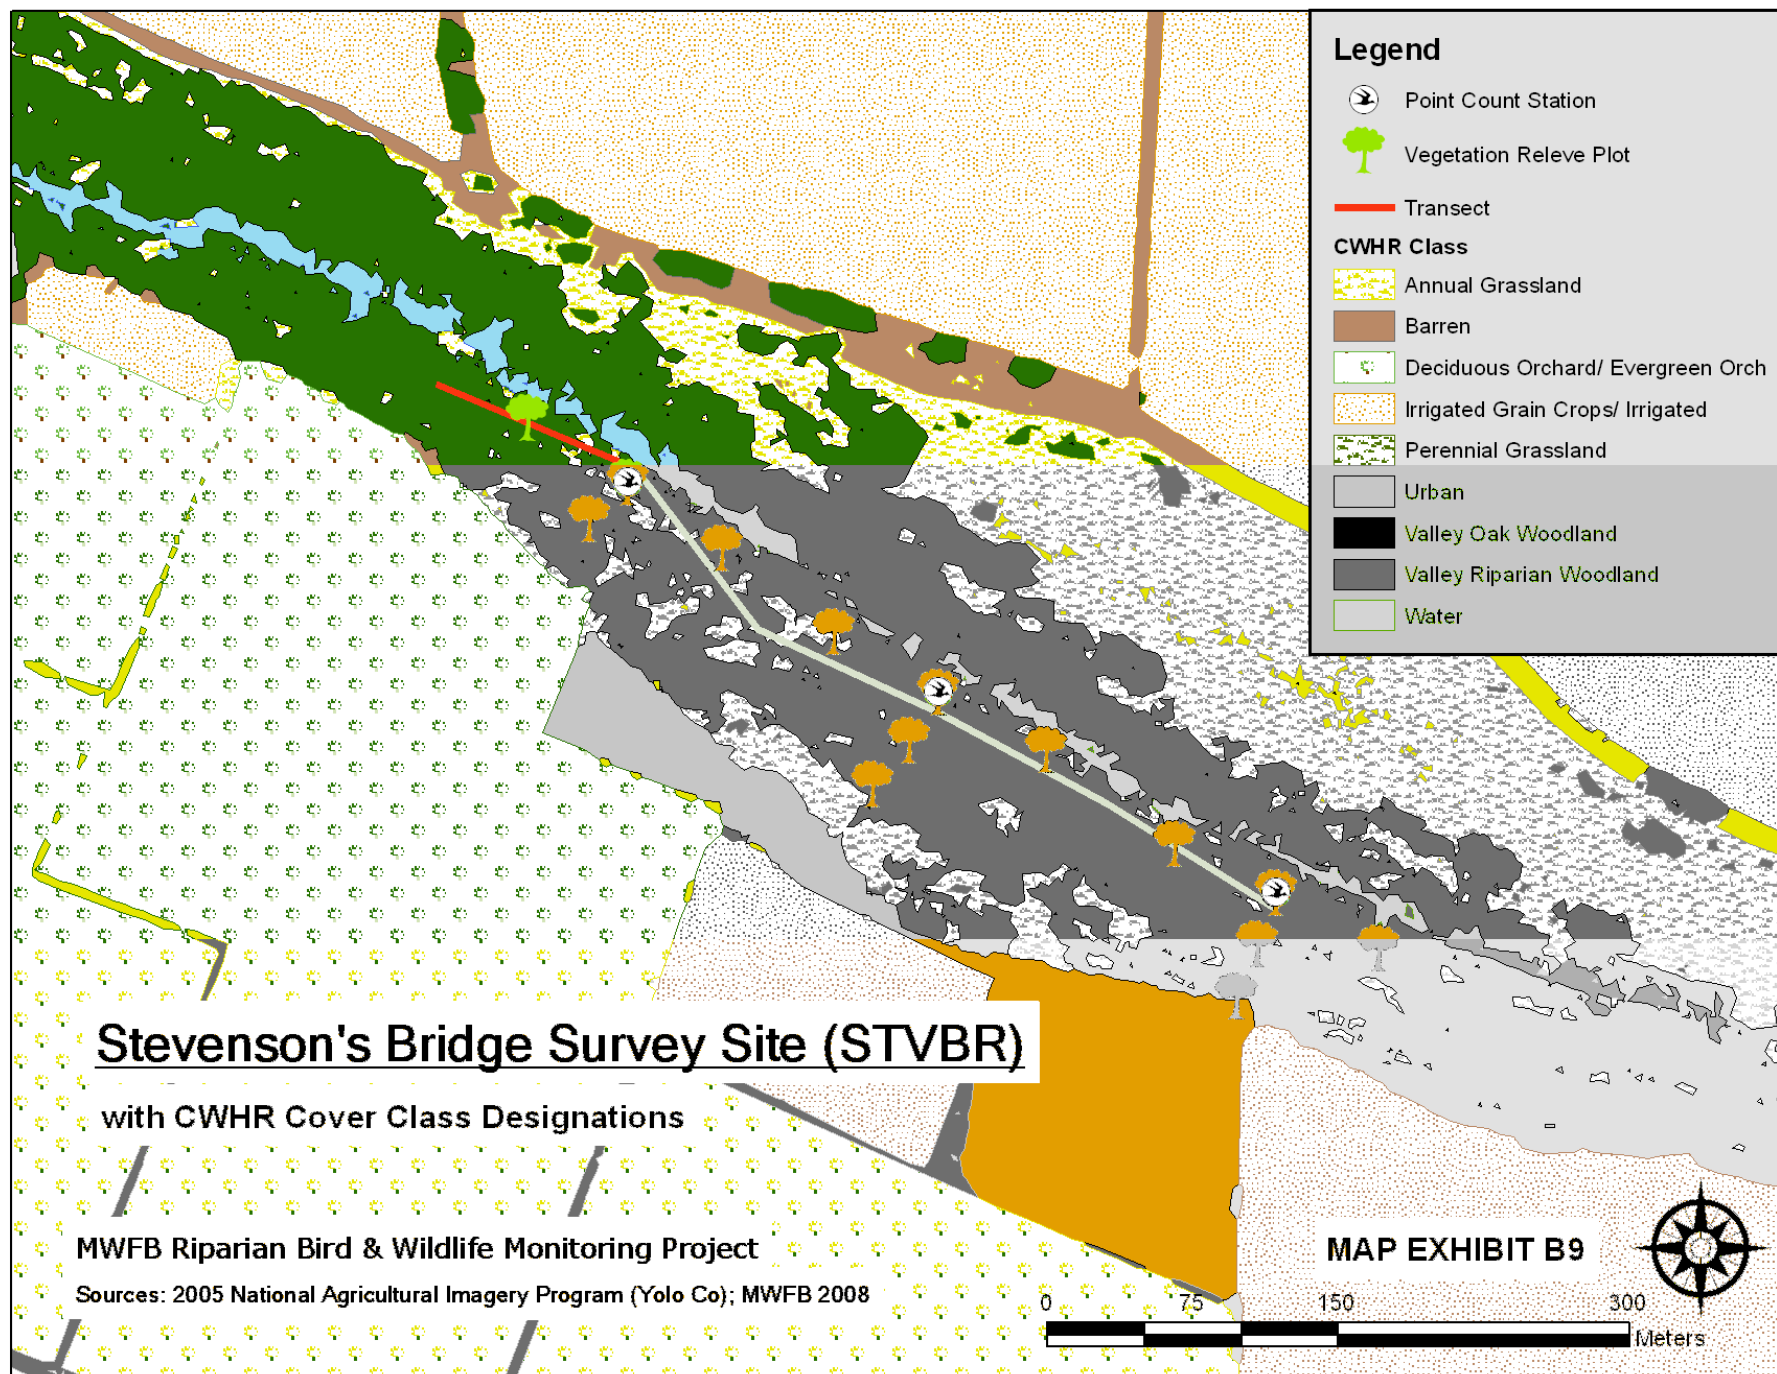 Legend
Point Count Station
Vegetation Releve Plot
Transect
CWHR Class
Annual Grassland
Barren
Deciduous Orchard/ Evergreen Orch
Irrigated Grain Crops/ Irrigated
Perennial Grassland
Urban
Valley Oak Woodland
Valley Riparian Woodland
Water
Stevenson's Bridge Survey Site (STVBR)
with CWHR Cover Class Designations
MWFB Riparian Bird & Wildlife Monitoring Project
Sources: 2005 National Agricultural Imagery Program (Yolo Co); MWFB 2008
MAP EXHIBIT B9
0 75 150 300
Meters